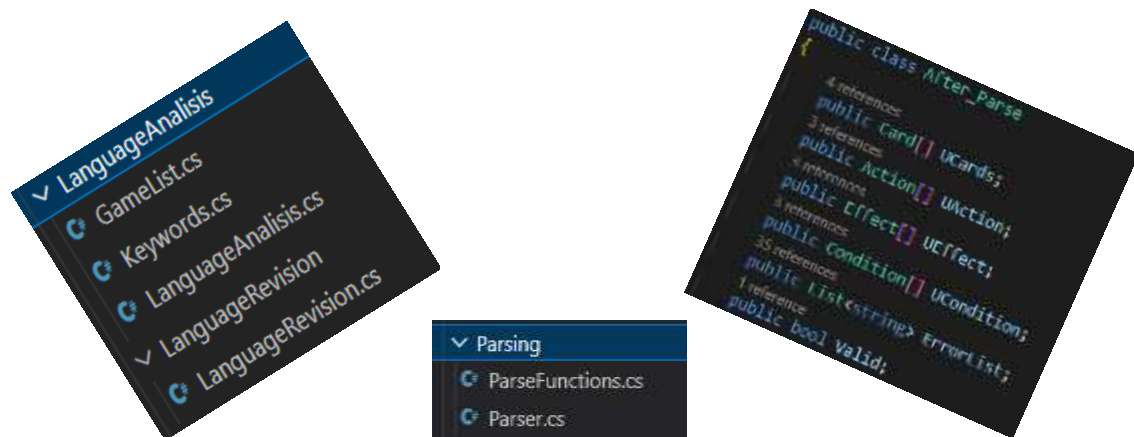 LanguageAnalisis
GameList.cs
Keywords.cs
LanguageAnalisis.cs
LanguageRevision
LanguageRevision.cs
Parsing
ParseFunctions.cs
Parser.cs
public class After_Parse
{
4 references
public Card[] UCards;
3 references
public Action[] UAction;
4 references
public Effect[] UEffect;
3 references
public Condition[] UCondition;
35 references
public List<string> ErrorList;
1 reference
public bool Valid;